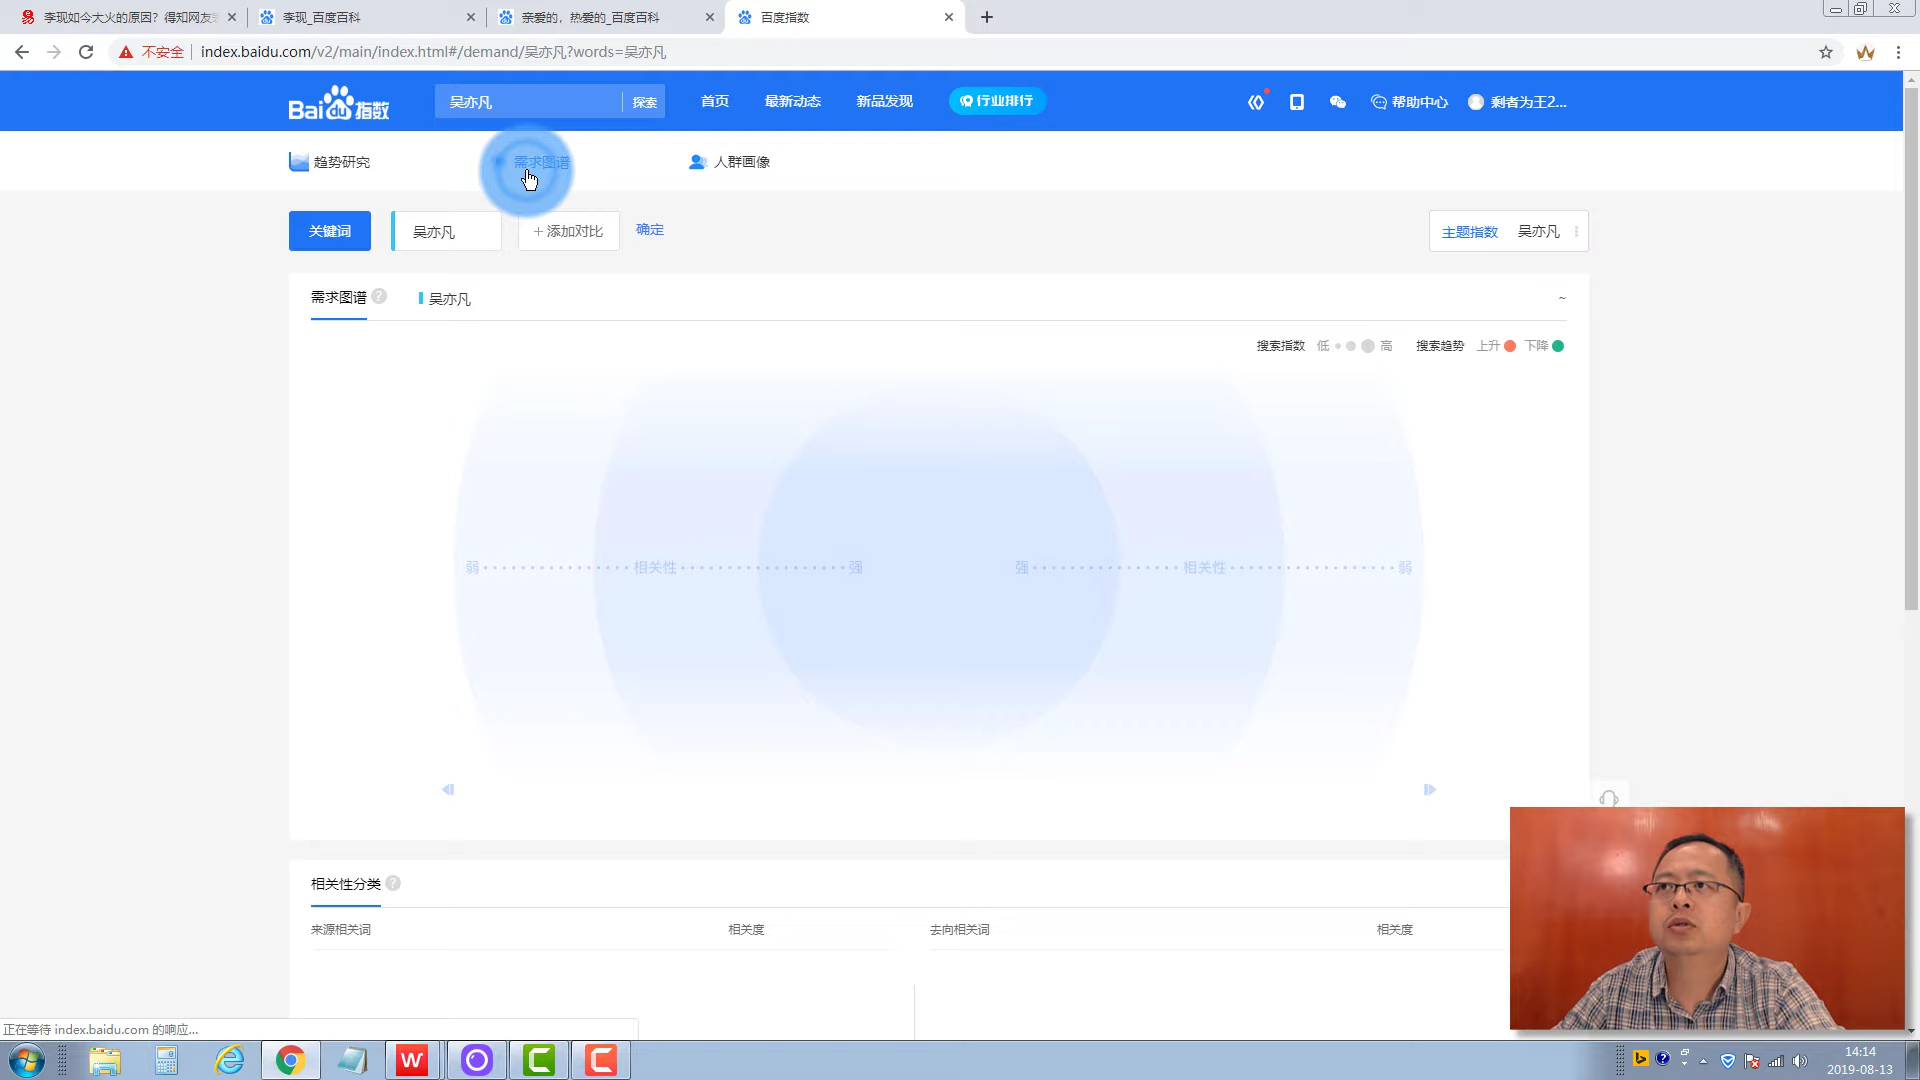 李现如今大火的原因？得知网友
李现_百度百科
亲爱的，热爱的_百度百科
百度指数
不安全
index.baidu.com/v2/main/index.html#/demand/吴亦凡?words=吴亦凡
Bai du 指数
吴亦凡
探索
首页
最新动态
新品发现
行业排行
帮助中心
剩者为王2...
趋势研究
需求图谱
人群画像
关键词
吴亦凡
+ 添加对比
确定
主题指数
吴亦凡
需求图谱
?
吴亦凡
~
搜索指数 低 高
搜索趋势 上升 下降
弱 相关性 强
强 相关性 弱
相关性分类
?
来源相关词
相关度
去向相关词
相关度
正在等待 index.baidu.com 的响应...
14:14
2019-08-13